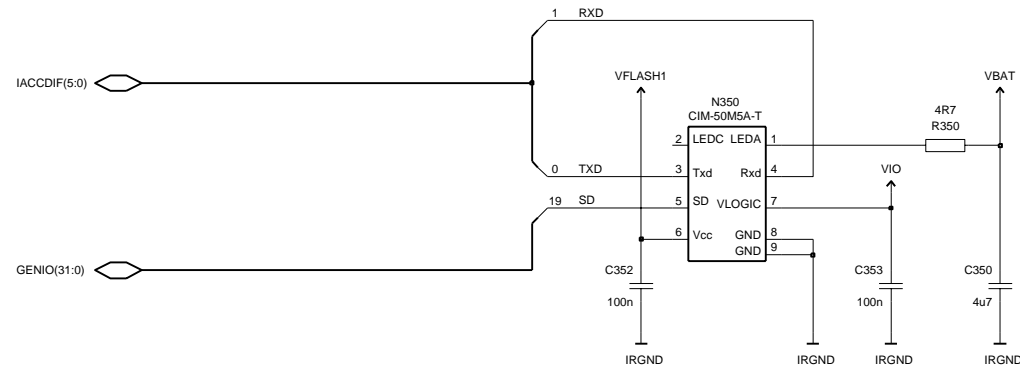 1 RXD
IACCDIF(5:0)
VFLASH1
VBAT
N350
CIM-50M5A-T
4R7
R350
2 LEDC LEDA 1
0 TXD 3 Txd Rxd 4
VIO
19 SD 5 SD VLOGIC 7
6 Vcc GND 8
GND 9
GENIO(31:0)
C352
C353
C350
100n
100n
4u7
IRGND
IRGND
IRGND
IRGND